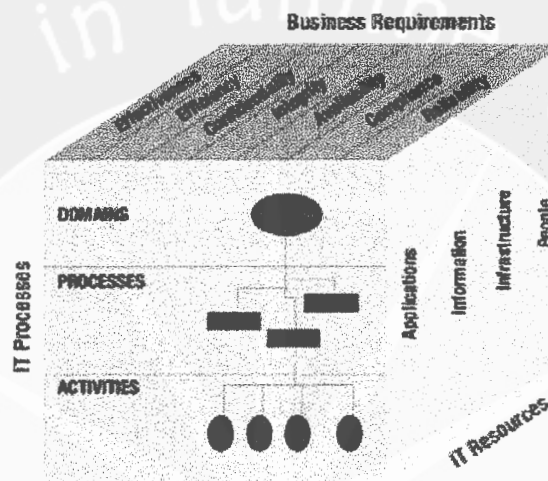 in
Business Requirements
Effectiveness
Efficiency
Confidentiality
Integrity
Availability
Compliance
Reliability
DOMAINS
PROCESSES
ACTIVITIES
IT Processes
Applications
Information
Infrastructure
People
IT Resources